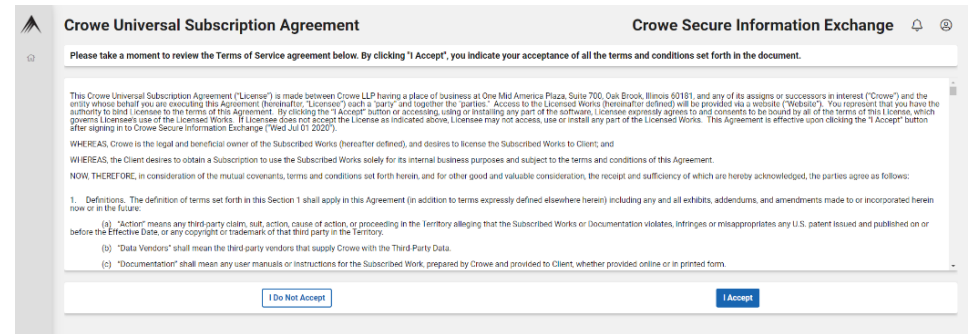 Crowe Universal Subscription Agreement
Crowe Secure Information Exchange
Please take a moment to review the Terms of Service agreement below. By clicking "I Accept", you indicate your acceptance of all the terms and conditions set forth in the document.
This Crowe Universal Subscription Agreement ("License") is made between Crowe LLP having a place of business at One Mid America Plaza, Suite 700, Oak Brook, Illinois 60181, and any of its assigns or successors in interest ("Crowe") and the
entity whose behalf you are executing this Agreement (hereinafter, "Licensee") each a "party" and together the "parties." Access to the Licensed Works (hereinafter defined) will be provided via a website ("Website"). You represent that you have the
authority to bind Licensee to the terms of this Agreement. By clicking the "I Accept" button or accessing, using or installing any part of the software, Licensee expressly agrees to and consents to be bound by all of the terms of this License, which
governs Licensee's use of the Licensed Works. If Licensee does not accept the License as indicated above, Licensee may not access, use or install any part of the Licensed Works. This Agreement is effective upon clicking the "I Accept" button
after signing in to Crowe Secure Information Exchange ("Wed Jul 01 2020").
WHEREAS, Crowe is the legal and beneficial owner of the Subscribed Works (hereafter defined), and desires to license the Subscribed Works to Client; and
WHEREAS, the Client desires to obtain a Subscription to use the Subscribed Works solely for its internal business purposes and subject to the terms and conditions of this Agreement.
NOW, THEREFORE, in consideration of the mutual covenants, terms and conditions set forth herein, and for other good and valuable consideration, the receipt and sufficiency of which are hereby acknowledged, the parties agree as follows:
1. Definitions. The definition of terms set forth in this Section 1 shall apply in this Agreement (in addition to terms expressly defined elsewhere herein) including any and all exhibits, addendums, and amendments made to or incorporated herein
now or in the future:
(a) "Action" means any third-party claim, suit, action, cause of action, or proceeding in the Territory alleging that the Subscribed Works or Documentation violates, infringes or misappropriates any U.S. patent issued and published on or
before the Effective Date, or any copyright or trademark of that third party in the Territory.
(b) "Data Vendors" shall mean the third-party vendors that supply Crowe with the Third-Party Data.
(c) "Documentation" shall mean any user manuals or instructions for the Subscribed Work, prepared by Crowe and provided to Client, whether provided online or in printed form.
I Do Not Accept
I Accept